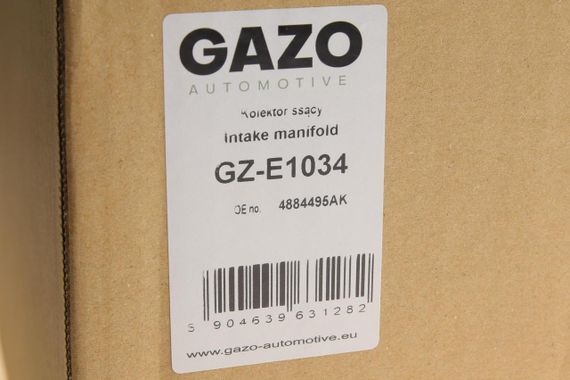 GAZO
AUTOMOTIVE
Kolektor ssący
Intake manifold
GZ-E1034
OE no. 4884495AK
5 904639 631282
www.gazo-automotive.eu